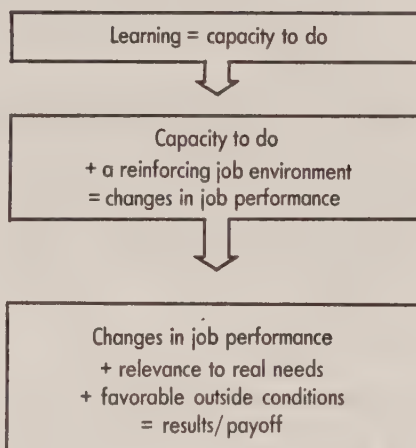 Learning = capacity to do
Capacity to do
+ a reinforcing job environment
= changes in job performance
Changes in job performance
+ relevance to real needs
+ favorable outside conditions
= results/payoff